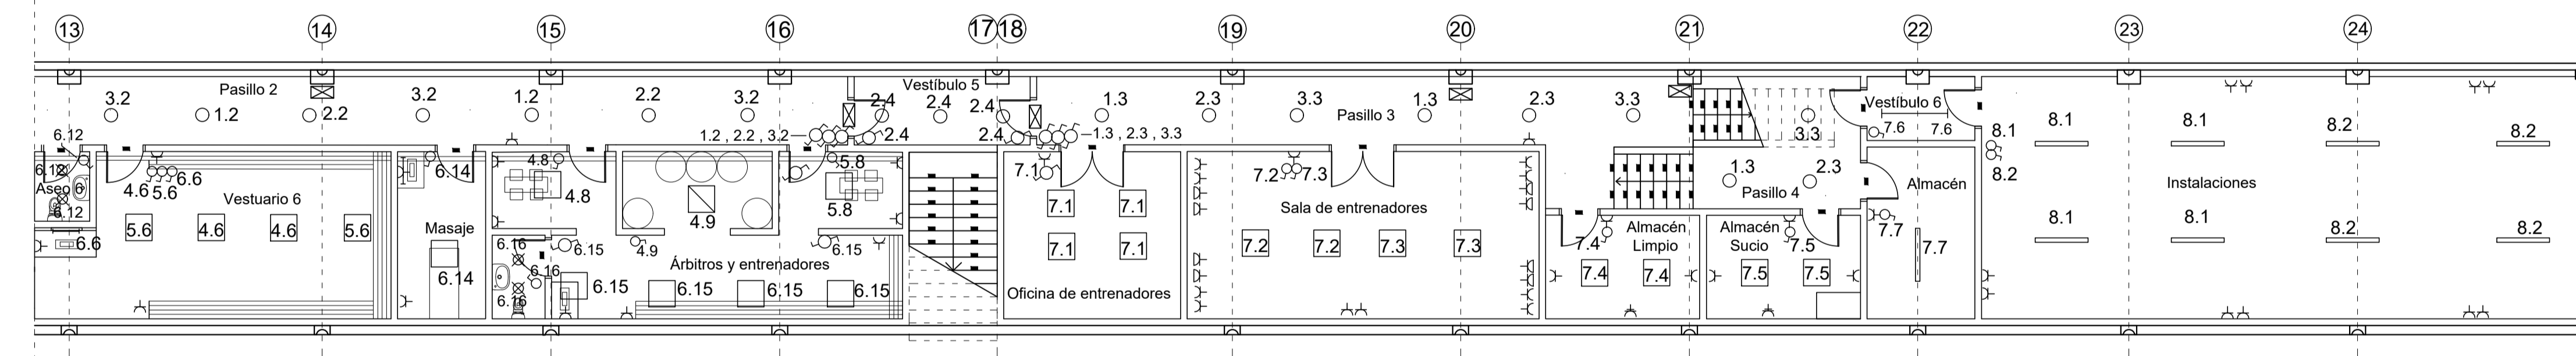 13 14 15 16 17 18 19 20 21 22 23 24
Pasillo 2
Vestíbulo 5
3.2 1.2 2.2 3.2 1.2 2.2 3.2 2.4 2.4 2.4
1.3 2.3 3.3 Pasillo 3 1.3 2.3 3.3
3.3
Vestíbulo 6
7.6 7.6
8.1 8.1 8.1 8.2 8.2
8.2
6.12
1.2 , 2.2 , 3.2
2.4 2.4
1.3 , 2.3 , 3.3
6.12
Aseo 6
6.12
4.6 5.6 6.6
Vestuario 6
5.6 4.6 4.6 5.6
6.6
6.14
Masaje
6.14
4.8
4.8
4.9
4.9
5.8
5.8
6.16
6.16
6.16
6.15
6.15
Árbitros y entrenadores
6.15 6.15 6.15 6.15
7.1
7.1 7.1
7.1 7.1
Oficina de entrenadores
7.2 7.3
Sala de entrenadores
7.2 7.2 7.3 7.3
1.3 2.3
Pasillo 4
7.4
Almacén
Limpio
7.4 7.4
Almacén
Sucio
7.5
7.5 7.5
Almacén
7.7
7.7
Instalaciones
8.1 8.1 8.2 8.2